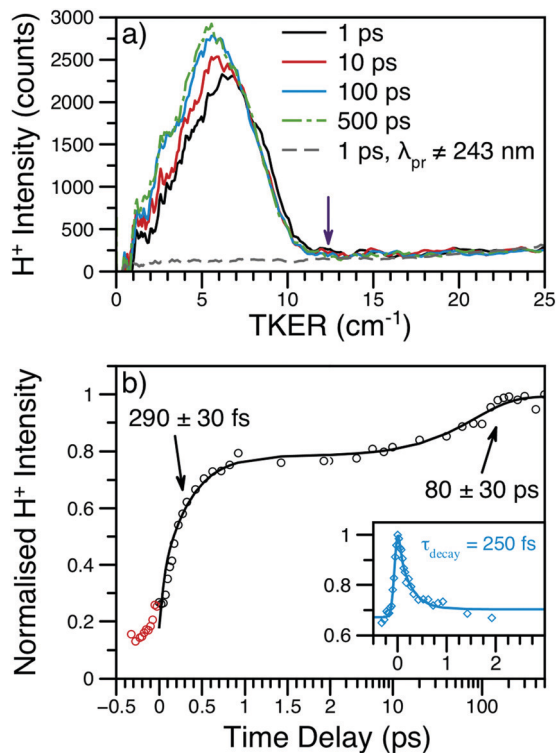 a)
3000
2500
2000
1500
1000
500
0
H⁺ Intensity (counts)
1 ps
10 ps
100 ps
500 ps
1 ps, λpr ≠ 243 nm
0 5 10 15 20 25
TKER (cm⁻¹)
b)
1
0.8
0.6
0.4
0.2
0
Normalised H⁺ Intensity
290 ± 30 fs
80 ± 30 ps
τdecay = 250 fs
1
0.9
0.8
0.7
0.6
0 1 2
-0.5 0 0.5 1 1.5 2 10 100
Time Delay (ps)